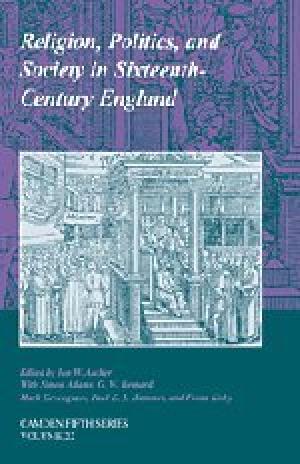 Religion, Politics, and
Society in Sixteenth-
Century England
Edited by Ian W. Archer
With Simon Adams, G. W. Bernard
Mark Greengrass, Paul E. J. Hammer, and Fiona Kisby
CAMDEN FIFTH SERIES
VOLUME 22